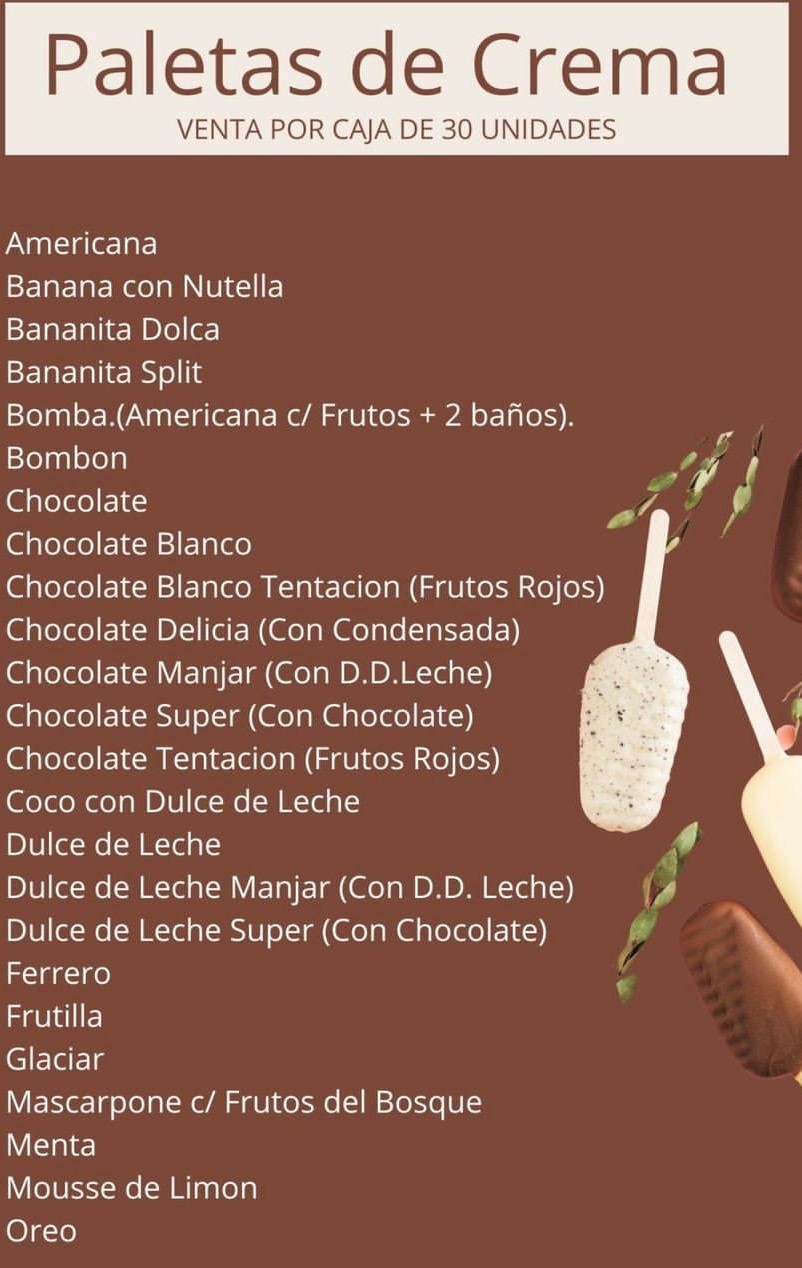 Paletas de Crema
VENTA POR CAJA DE 30 UNIDADES
Americana
Banana con Nutella
Bananita Dolca
Bananita Split
Bomba.(Americana c/ Frutos + 2 baños).
Bombon
Chocolate
Chocolate Blanco
Chocolate Blanco Tentacion (Frutos Rojos)
Chocolate Delicia (Con Condensada)
Chocolate Manjar (Con D.D.Leche)
Chocolate Super (Con Chocolate)
Chocolate Tentacion (Frutos Rojos)
Coco con Dulce de Leche
Dulce de Leche
Dulce de Leche Manjar (Con D.D. Leche)
Dulce de Leche Super (Con Chocolate)
Ferrero
Frutilla
Glaciar
Mascarpone c/ Frutos del Bosque
Menta
Mousse de Limon
Oreo